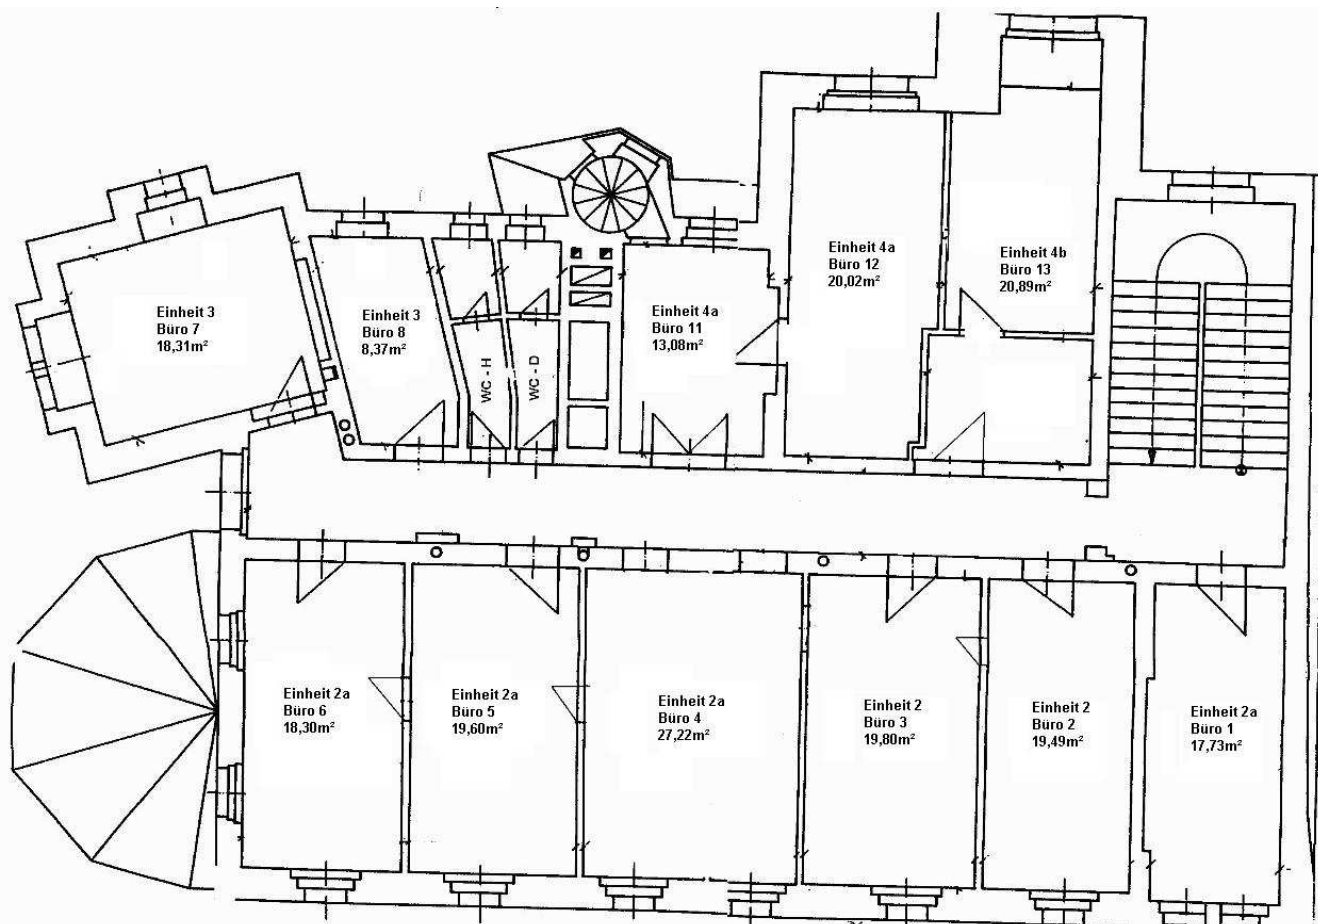 Einheit 4a
Büro 12
20,02m²
Einheit 4b
Büro 13
20,89m²
Einheit 3
Büro 7
18,31m²
Einheit 3
Büro 8
8,37m²
Einheit 4a
Büro 11
13,08m²
WC - H
WC - D
Einheit 2a
Büro 6
18,30m²
Einheit 2a
Büro 5
19,60m²
Einheit 2a
Büro 4
27,22m²
Einheit 2
Büro 3
19,80m²
Einheit 2
Büro 2
19,49m²
Einheit 2a
Büro 1
17,73m²